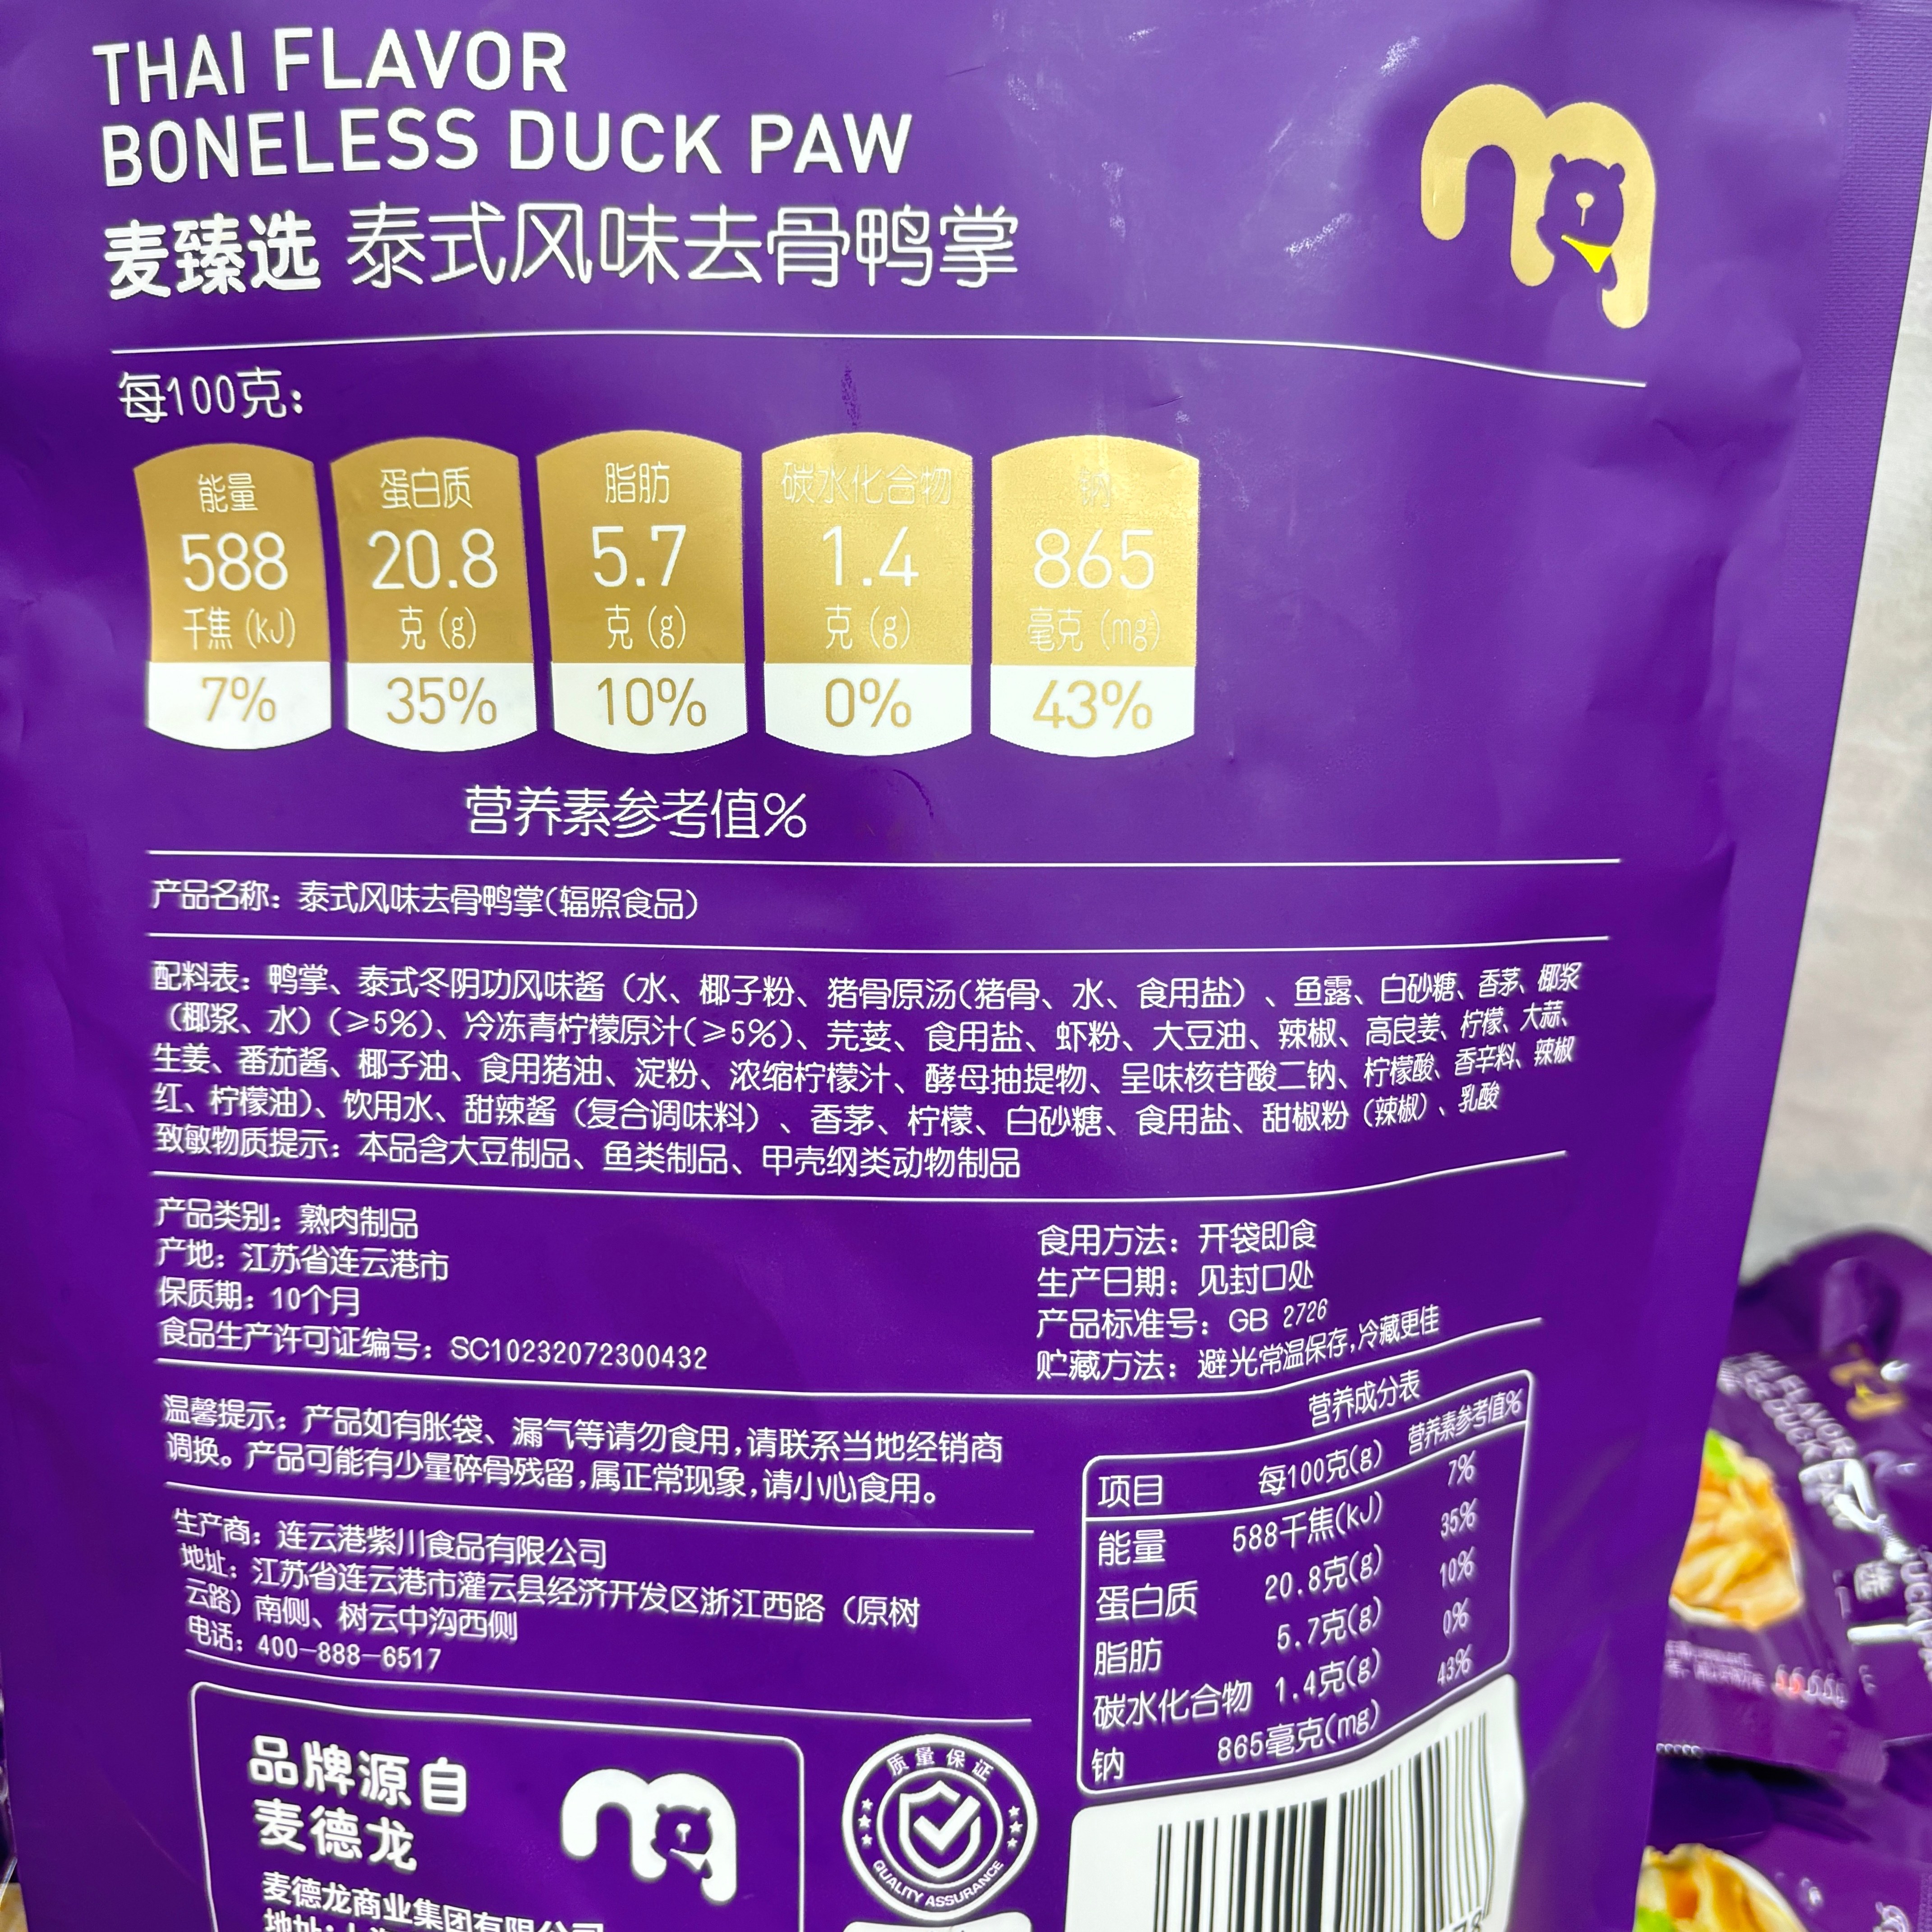 THAI FLAVOR
BONELESS DUCK PAW
麦臻选 泰式风味去骨鸭掌
每100克：
能量 蛋白质 脂肪 碳水化合物 钠
588 20.8 5.7 1.4 865
千焦 (kJ) 克 (g) 克 (g) 克 (g) 毫克 (mg)
7% 35% 10% 0% 43%
营养素参考值%
产品名称：泰式风味去骨鸭掌(辐照食品)
配料表：鸭掌、泰式冬阴功风味酱（水、椰子粉、猪骨原汤(猪骨、水、食用盐)、鱼露、白砂糖、香茅、椰浆
（椰浆、水)(≥5%)、冷冻青柠檬原汁(≥5%)、芫荽、食用盐、虾粉、大豆油、辣椒、高良姜、柠檬、大蒜、
生姜、番茄酱、椰子油、食用猪油、淀粉、浓缩柠檬汁、酵母抽提物、呈味核苷酸二钠、柠檬酸、香辛料、辣椒
红、柠檬油)、饮用水、甜辣酱（复合调味料）、香茅、柠檬、白砂糖、食用盐、甜椒粉（辣椒）、乳酸
致敏物质提示：本品含大豆制品、鱼类制品、甲壳纲类动物制品
产品类别：熟肉制品
产地：江苏省连云港市
保质期：10个月
食品生产许可证编号：SC10232072300432
食用方法：开袋即食
生产日期：见封口处
产品标准号：GB 2726
贮藏方法：避光常温保存,冷藏更佳
温馨提示：产品如有胀袋、漏气等请勿食用,请联系当地经销商
调换。产品可能有少量碎骨残留,属正常现象,请小心食用。
生产商：连云港紫川食品有限公司
地址：江苏省连云港市灌云县经济开发区浙江西路（原树
云路）南侧、树云中沟西侧
电话：400-888-6517
营养成分表
项目 每100克(g) 营养素参考值%
能量 588千焦(kJ) 7%
蛋白质 20.8克(g) 35%
脂肪 5.7克(g) 10%
碳水化合物 1.4克(g) 0%
钠 865毫克(mg) 43%
品牌源自
麦德龙
麦德龙商业集团有限公司
质量保证
QUALITY ASSURANCE